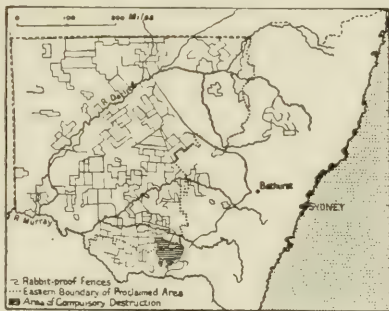 0 100 200 Miles
R. Darling
Bathurst
SYDNEY
R. Murray
Rabbit-proof Fences
Eastern Boundary of Proclaimed Area
Area of Compulsory Destruction